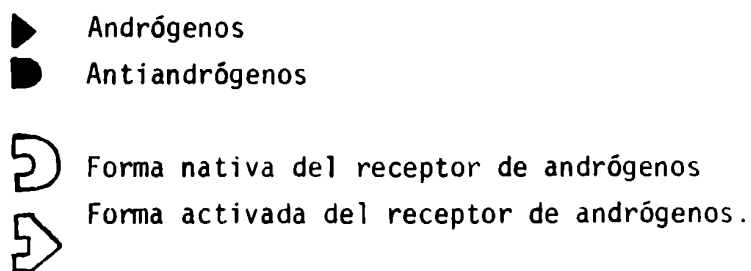 Andrógenos
Antiandrógenos
Forma nativa del receptor de andrógenos
Forma activada del receptor de andrógenos.